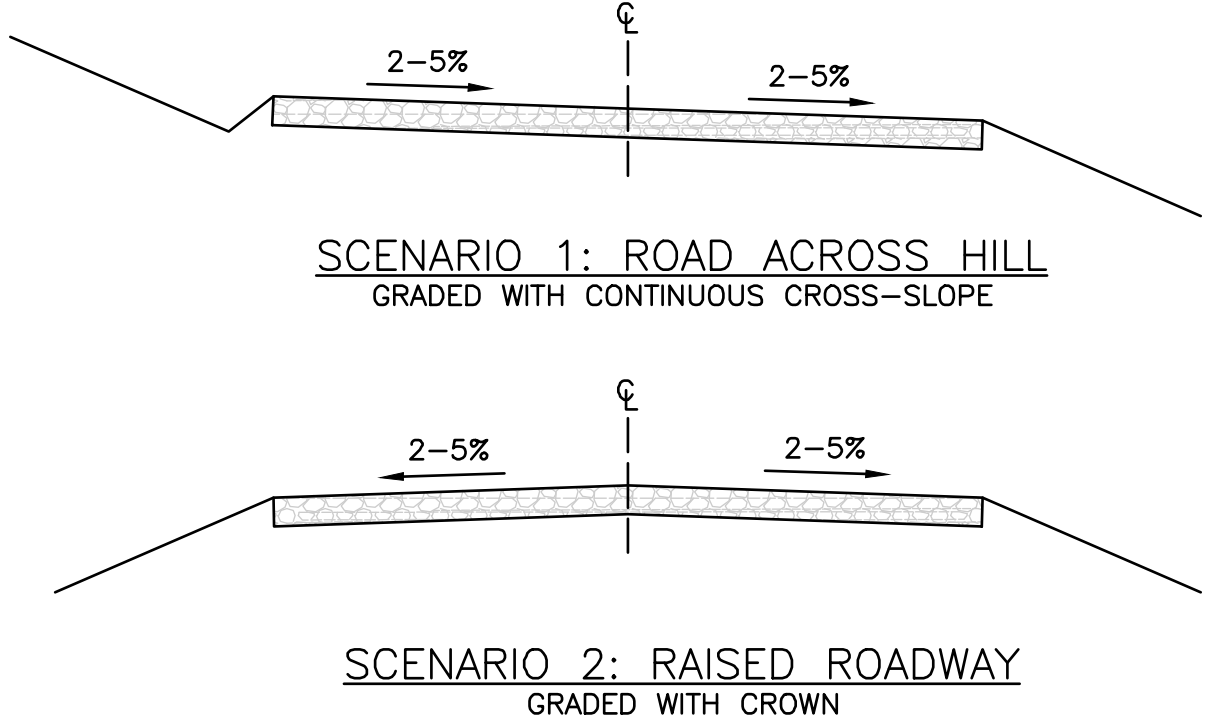 ℄
2-5%
2-5%
SCENARIO 1: ROAD ACROSS HILL
GRADED WITH CONTINUOUS CROSS-SLOPE
℄
2-5%
2-5%
SCENARIO 2: RAISED ROADWAY
GRADED WITH CROWN